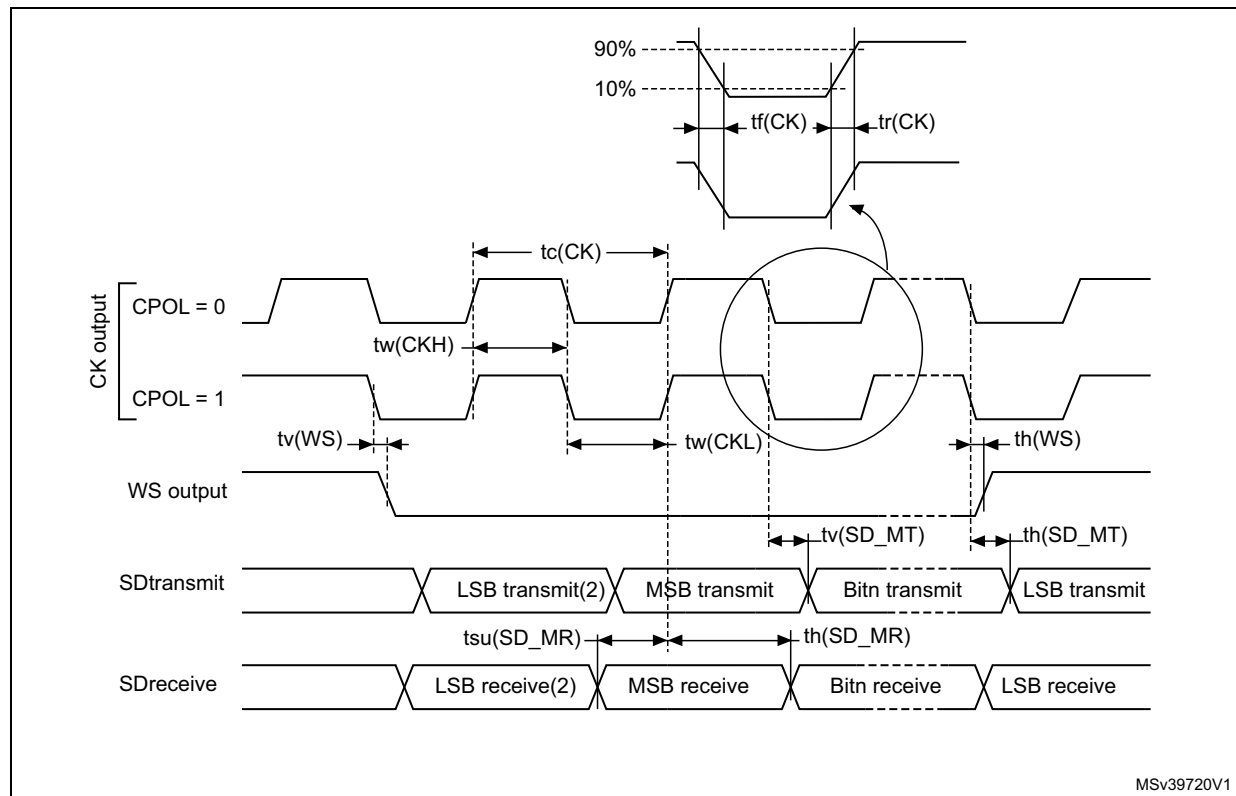 90%
10%
tf(CK)
tr(CK)
tc(CK)
CK output
CPOL = 0
tw(CKH)
CPOL = 1
tv(WS)
tw(CKL)
th(WS)
WS output
tv(SD_MT)
th(SD_MT)
SDtransmit
LSB transmit(2)
MSB transmit
Bitn transmit
LSB transmit
tsu(SD_MR)
th(SD_MR)
SDreceive
LSB receive(2)
MSB receive
Bitn receive
LSB receive
MSv39720V1